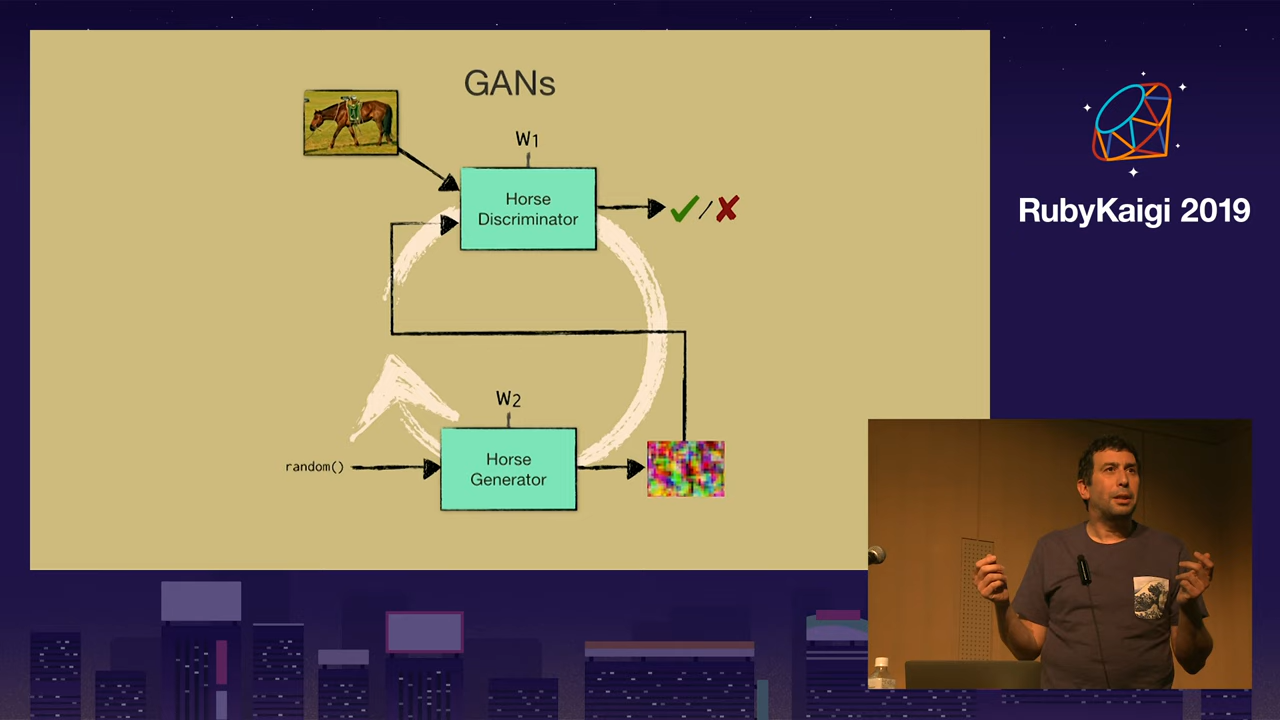 GANs
W1
Horse
Discriminator
✓/✗
W2
random()
Horse
Generator
RubyKaigi 2019